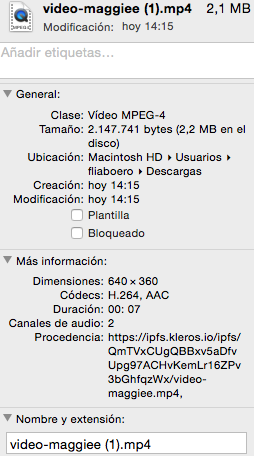 video-maggiee (1).mp4 2,1 MB
Modificación: hoy 14:15
Añadir etiquetas…
General:
Clase: Vídeo MPEG-4
Tamaño: 2.147.741 bytes (2,2 MB en el
disco)
Ubicación: Macintosh HD ▸ Usuarios ▸
fliaboero ▸ Descargas
Creación: hoy 14:15
Modificación: hoy 14:15
Plantilla
Bloqueado
Más información:
Dimensiones: 640 × 360
Códecs: H.264, AAC
Duración: 00: 07
Canales de audio: 2
Procedencia: https://ipfs.kleros.io/ipfs/
QmTVxCUgQBBxv5aDfv
Upg97ACHvKemLr16ZPv
3bGhfqzWx/video-
maggiee.mp4,
Nombre y extensión:
video-maggiee (1).mp4